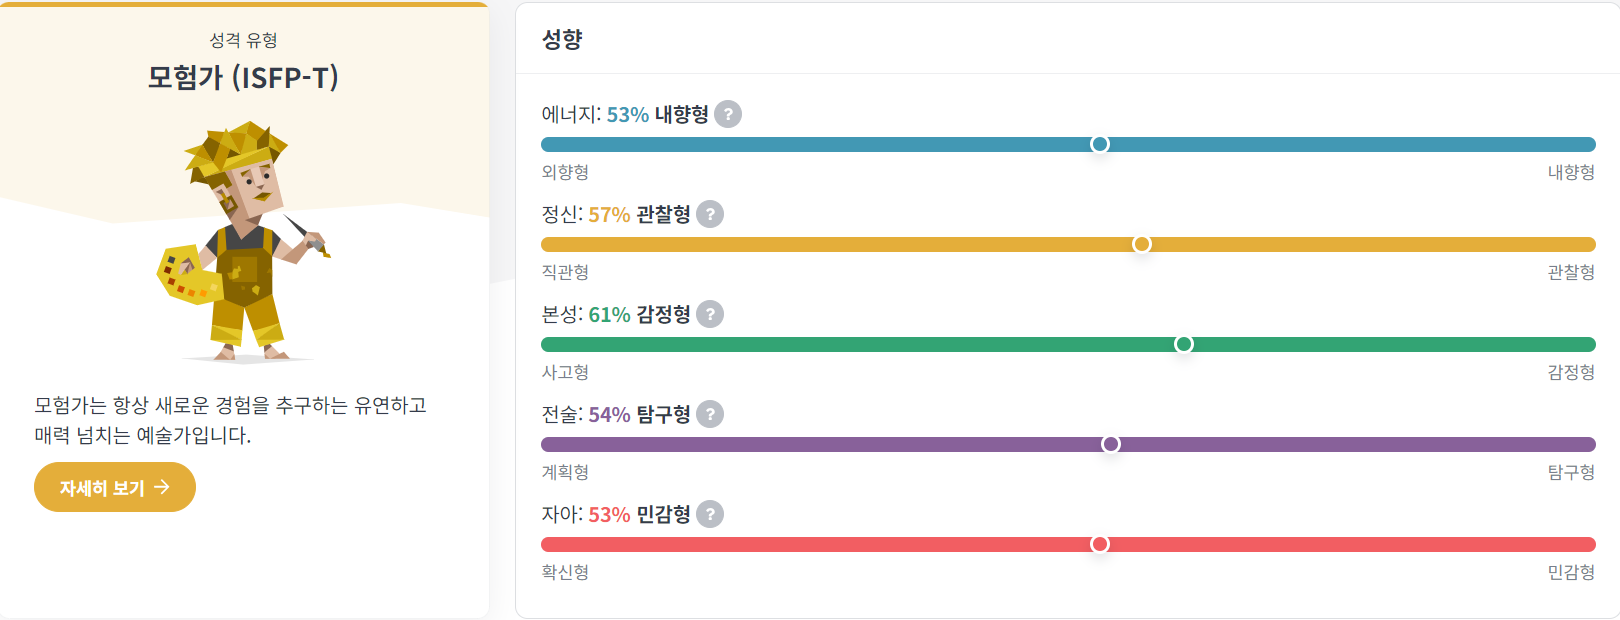 성격 유형
모험가 (ISFP-T)
모험가는 항상 새로운 경험을 추구하는 유연하고
매력 넘치는 예술가입니다.
자세히 보기 →
성향
에너지: 53% 내향형 ?
외향형 내향형
정신: 57% 관찰형 ?
직관형 관찰형
본성: 61% 감정형 ?
사고형 감정형
전술: 54% 탐구형 ?
계획형 탐구형
자아: 53% 민감형 ?
확신형 민감형